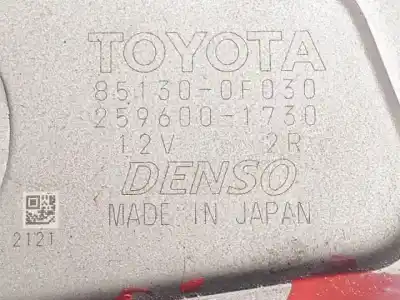 TOYOTA
85130-0F030
259600-1730
12V 2R
DENSO
MADE IN JAPAN
2121